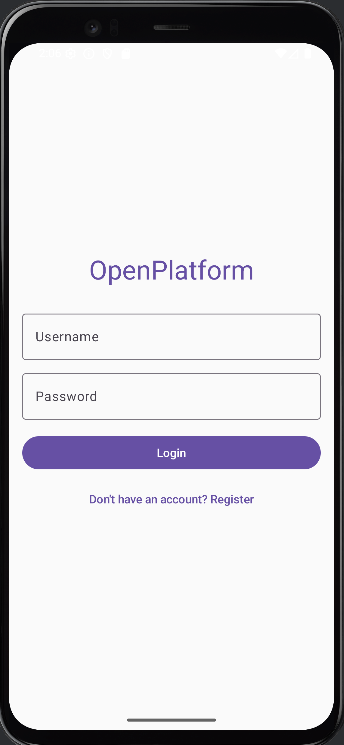 OpenPlatform
Username
Password
Login
Don't have an account? Register